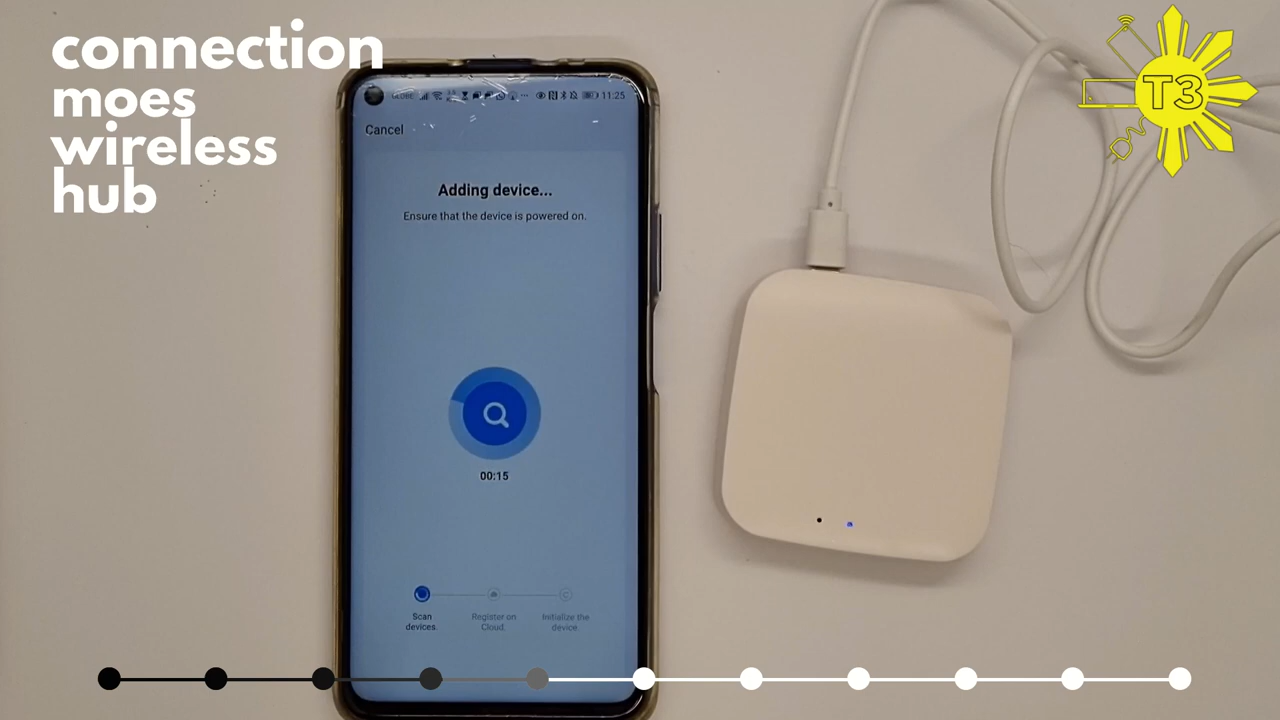 connection
moes
wireless
hub
T3
11:25
Cancel
Adding device...
Ensure that the device is powered on.
00:15
Scan
devices.
Register on
Cloud.
Initialize the
device